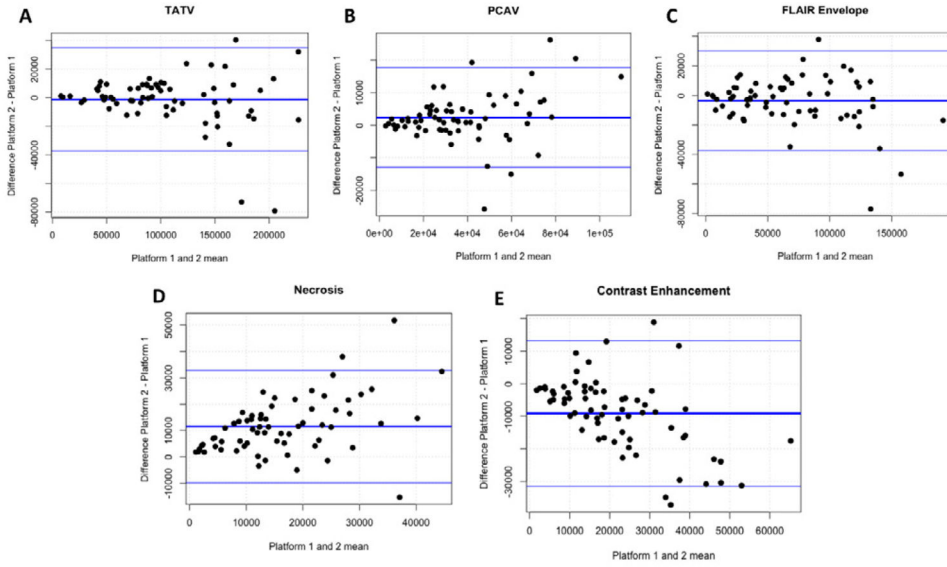 A
TATV
Difference Platform 2 - Platform 1
20000
0
-40000
-80000
0 50000 100000 150000 200000
Platform 1 and 2 mean
B
PCAV
Difference Platform 2 - Platform 1
20000
10000
0
-20000
0e+00 2e+04 4e+04 6e+04 8e+04 1e+05
Platform 1 and 2 mean
C
FLAIR Envelope
Difference Platform 2 - Platform 1
20000
0
-40000
-80000
0 50000 100000 150000
Platform 1 and 2 mean
D
Necrosis
Difference Platform 2 - Platform 1
50000
30000
10000
0
-10000
0 10000 20000 30000 40000
Platform 1 and 2 mean
E
Contrast Enhancement
Difference Platform 2 - Platform 1
10000
0
-10000
-30000
0 10000 20000 30000 40000 50000 60000
Platform 1 and 2 mean